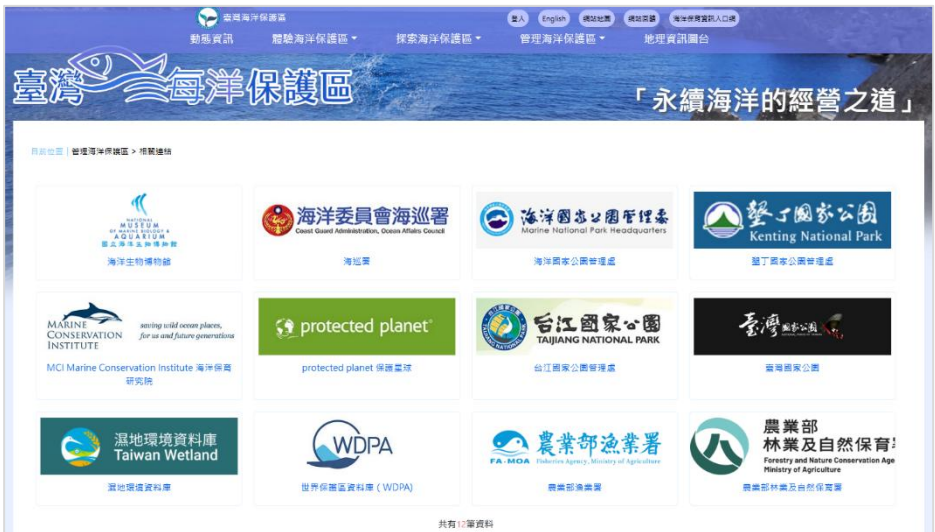 臺灣海洋保護區
登入 English 網站地圖 網站目錄 海洋保育資訊入口網
動態資訊 體驗海洋保護區 探索海洋保護區 管理海洋保護區 地理資訊圖台
臺灣海洋保護區
「永續海洋的經營之道」
管理海洋保護區 > 相關連結
NATIONAL
MUSEUM
OF MARINE BIOLOGY &
AQUARIUM
國立海洋生物博物館
海洋生物博物館
海洋委員會海巡署
Coast Guard Administration, Ocean Affairs Council
海巡署
海洋國家公園管理處
Marine National Park Headquarters
海洋國家公園管理處
墾丁國家公園
Kenting National Park
墾丁國家公園管理處
MARINE
CONSERVATION
INSTITUTE
saving wild ocean places,
for us and future generations
MCI Marine Conservation Institute 海洋保育
研究院
protected planet
protected planet 保護星球
台江國家公園
TAIJIANG NATIONAL PARK
台江國家公園管理處
臺灣國家公園
臺灣國家公園
濕地環境資料庫
Taiwan Wetland
濕地環境資料庫
WDPA
世界保護區資料庫 ( WDPA)
農業部漁業署
FA-MOA Fisheries Agency, Ministry of Agriculture
農業部漁業署
農業部
林業及自然保育
Forestry and Nature Conservation Age
Ministry of Agriculture
農業部林業及自然保育署
共有12筆資料